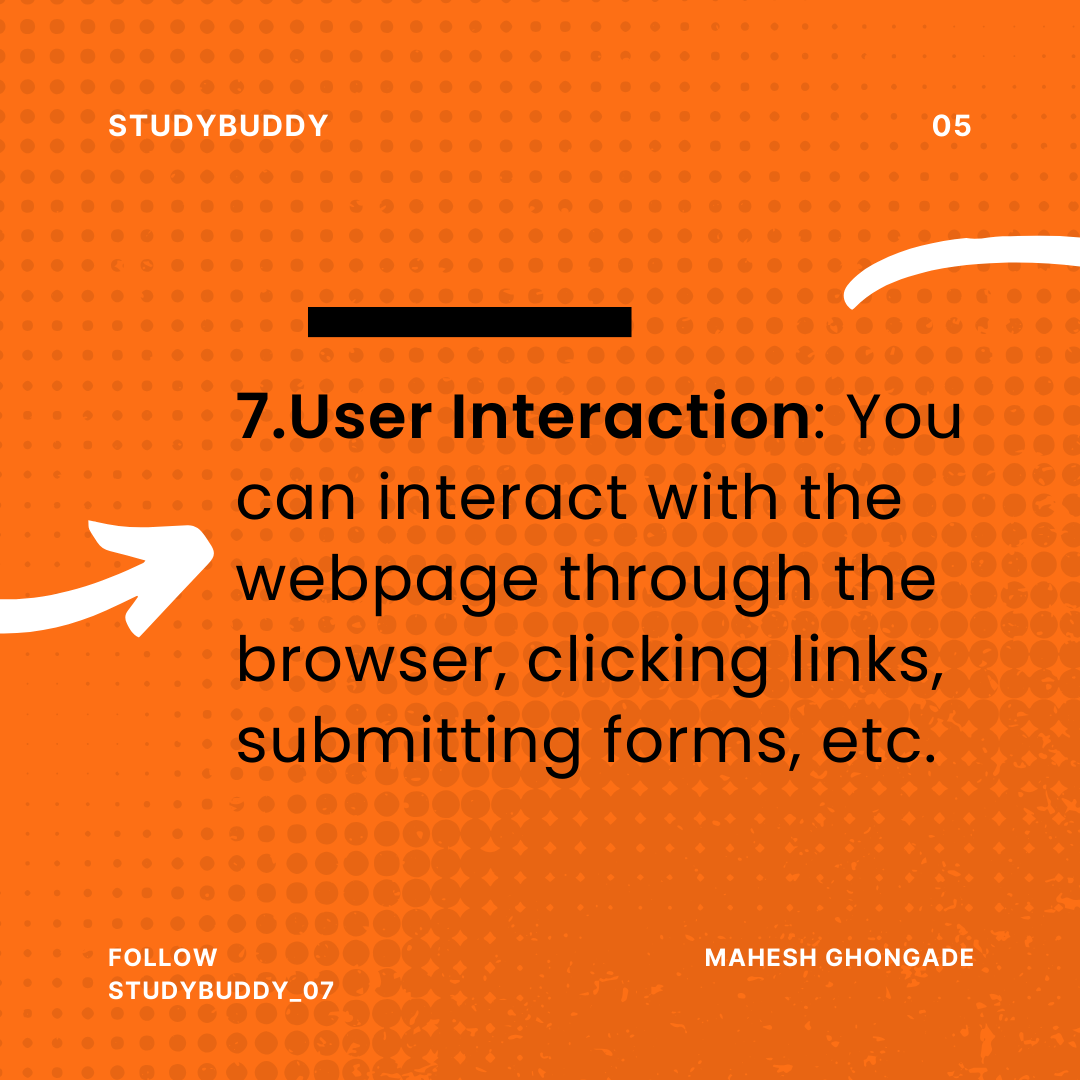 STUDYBUDDY
05
7.User Interaction: You
can interact with the
webpage through the
browser, clicking links,
submitting forms, etc.
FOLLOW
STUDYBUDDY_07
MAHESH GHONGADE